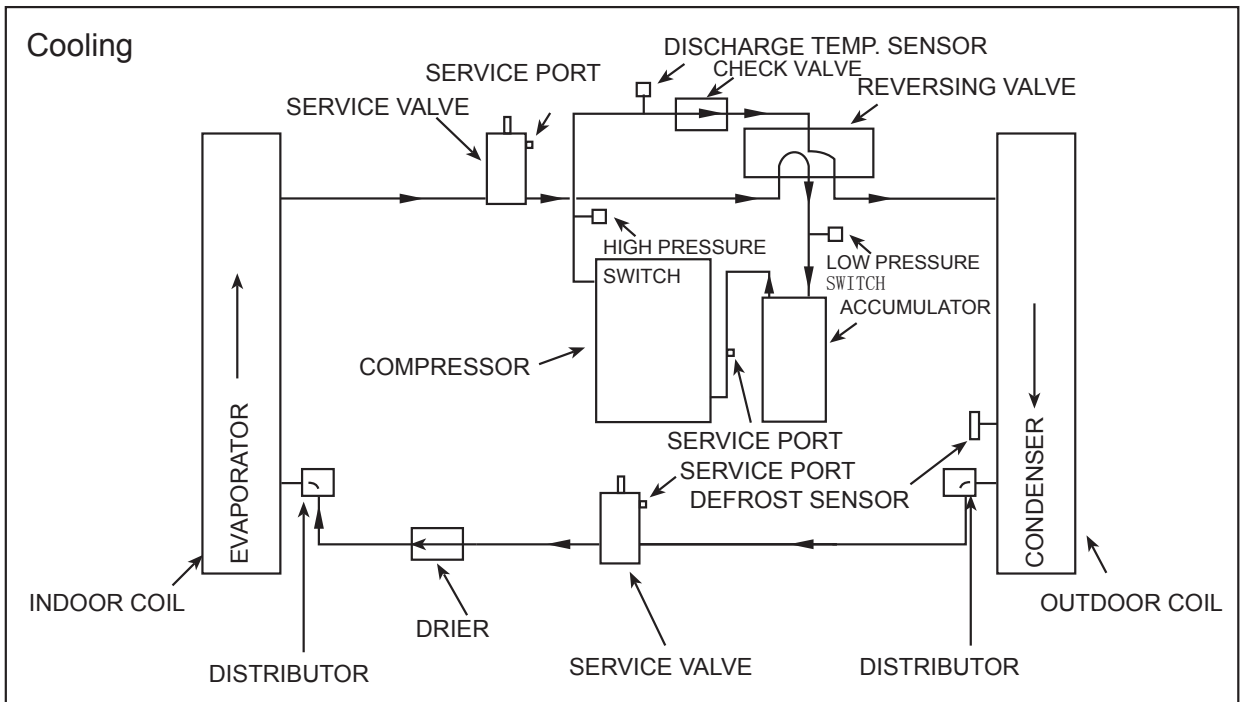 Cooling
DISCHARGE TEMP. SENSOR
SERVICE PORT
CHECK VALVE
REVERSING VALVE
SERVICE VALVE
HIGH PRESSURE
SWITCH
LOW PRESSURE
SWITCH
ACCUMULATOR
COMPRESSOR
EVAPORATOR
CONDENSER
SERVICE PORT
SERVICE PORT
DEFROST SENSOR
INDOOR COIL
OUTDOOR COIL
DRIER
DISTRIBUTOR
SERVICE VALVE
DISTRIBUTOR